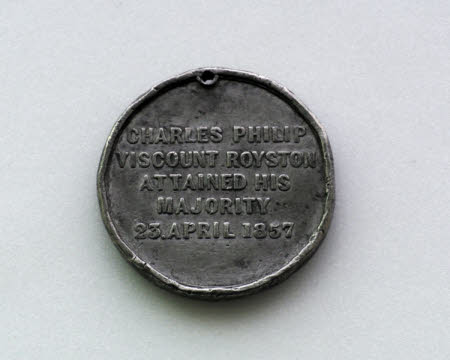 CHARLES PHILIP
VISCOUNT ROYSTON
ATTAINED HIS
MAJORITY
23.APRIL 1857